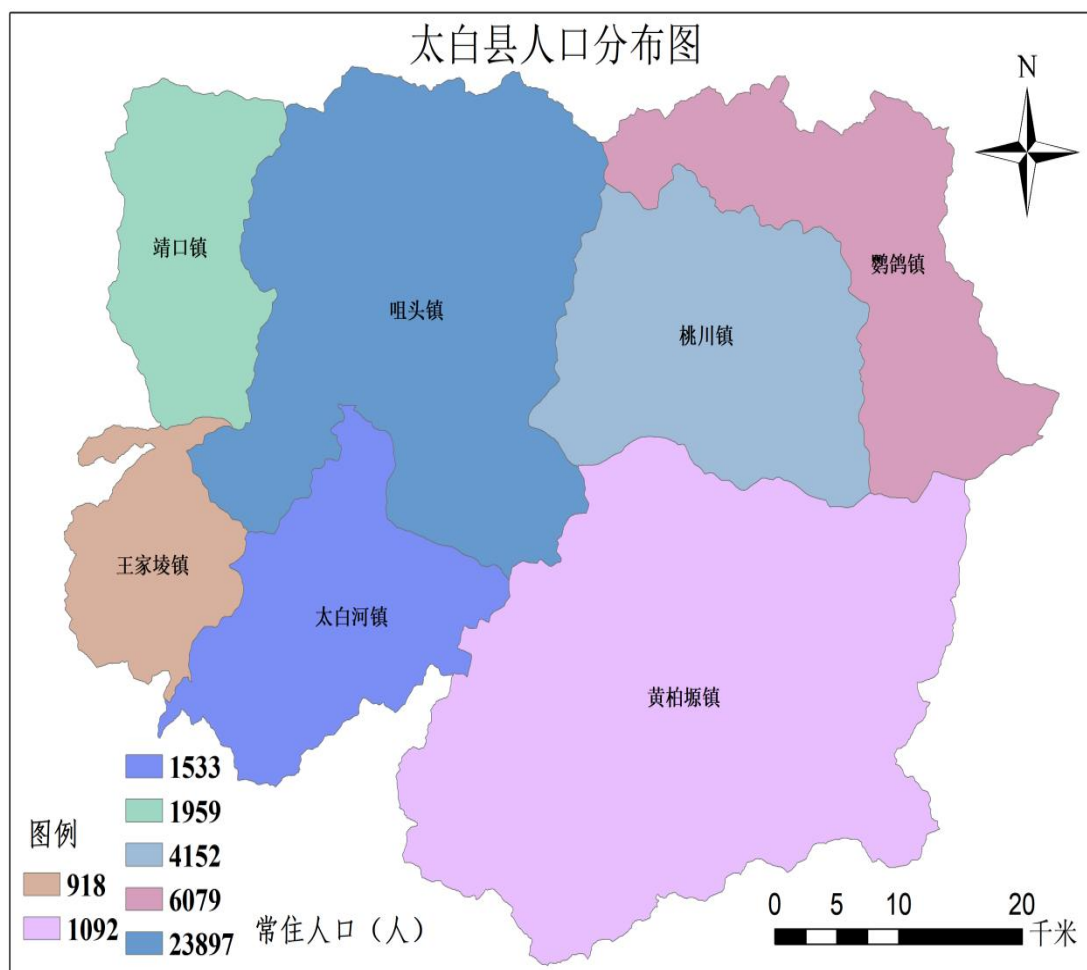 太白县人口分布图
N
靖口镇
咀头镇
鹦鸽镇
桃川镇
王家堎镇
太白河镇
黄柏塬镇
图例
918
1092
1533
1959
4152
6079
23897
常住人口（人）
0 5 10 20
千米